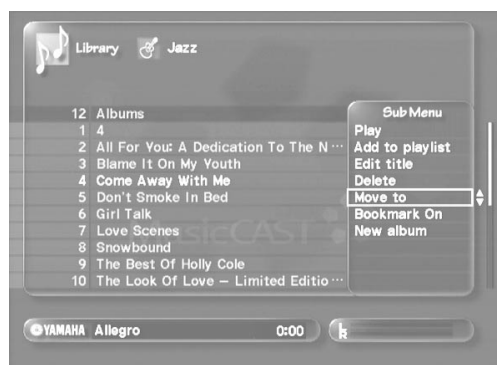 Library Jazz
12 Albums
1 4
2 All For You: A Dedication To The N ···
3 Blame It On My Youth
4 Come Away With Me
5 Don't Smoke In Bed
6 Girl Talk
7 Love Scenes
8 Snowbound
9 The Best Of Holly Cole
10 The Look Of Love – Limited Editio ···
Sub Menu
Play
Add to playlist
Edit title
Delete
Move to
Bookmark On
New album
MusicCAST
YAMAHA Allegro 0:00